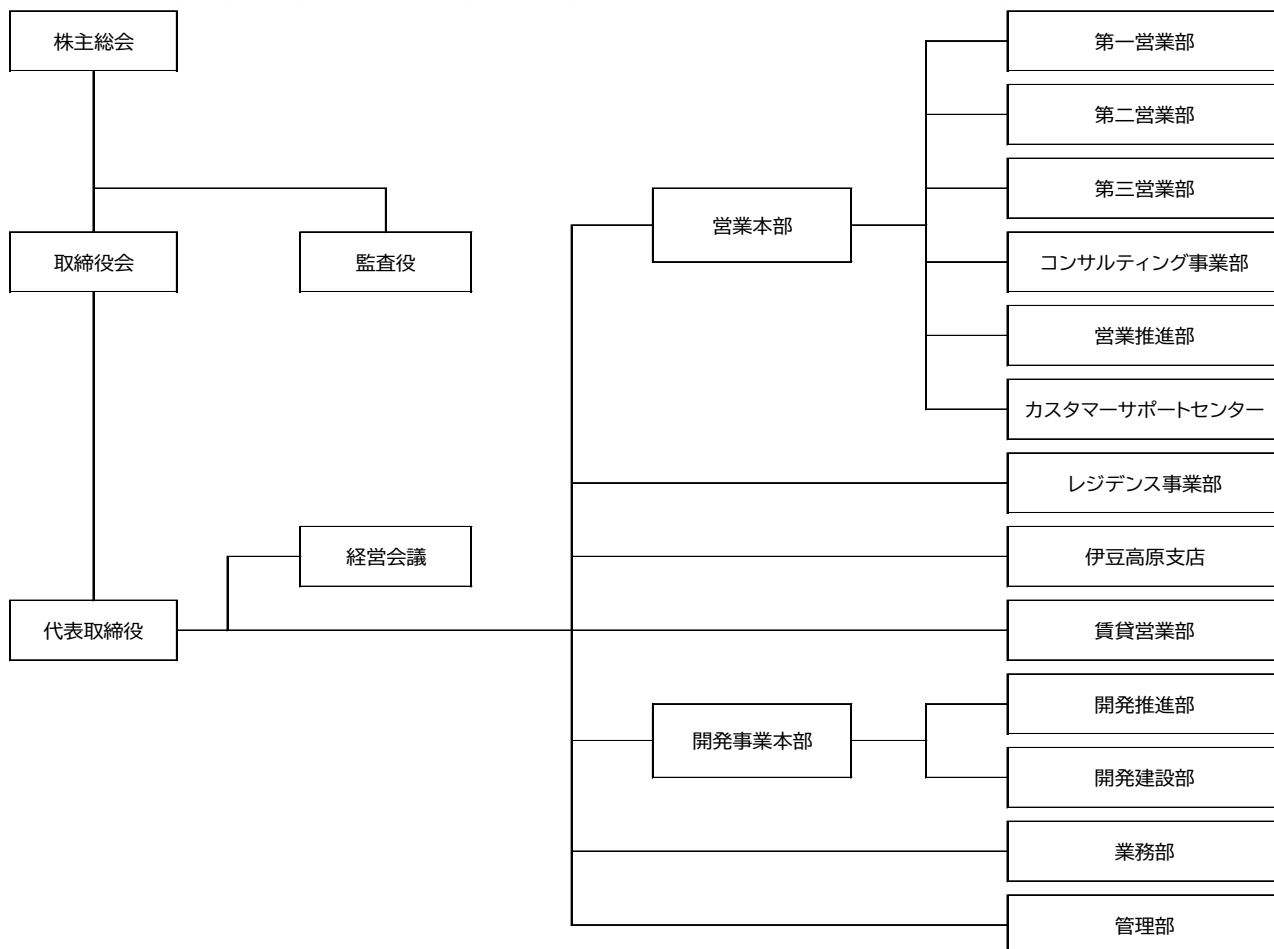 株主総会
取締役会
監査役
経営会議
代表取締役
営業本部
第一営業部
第二営業部
第三営業部
コンサルティング事業部
営業推進部
カスタマーサポートセンター
レジデンス事業部
伊豆高原支店
賃貸営業部
開発事業本部
開発推進部
開発建設部
業務部
管理部